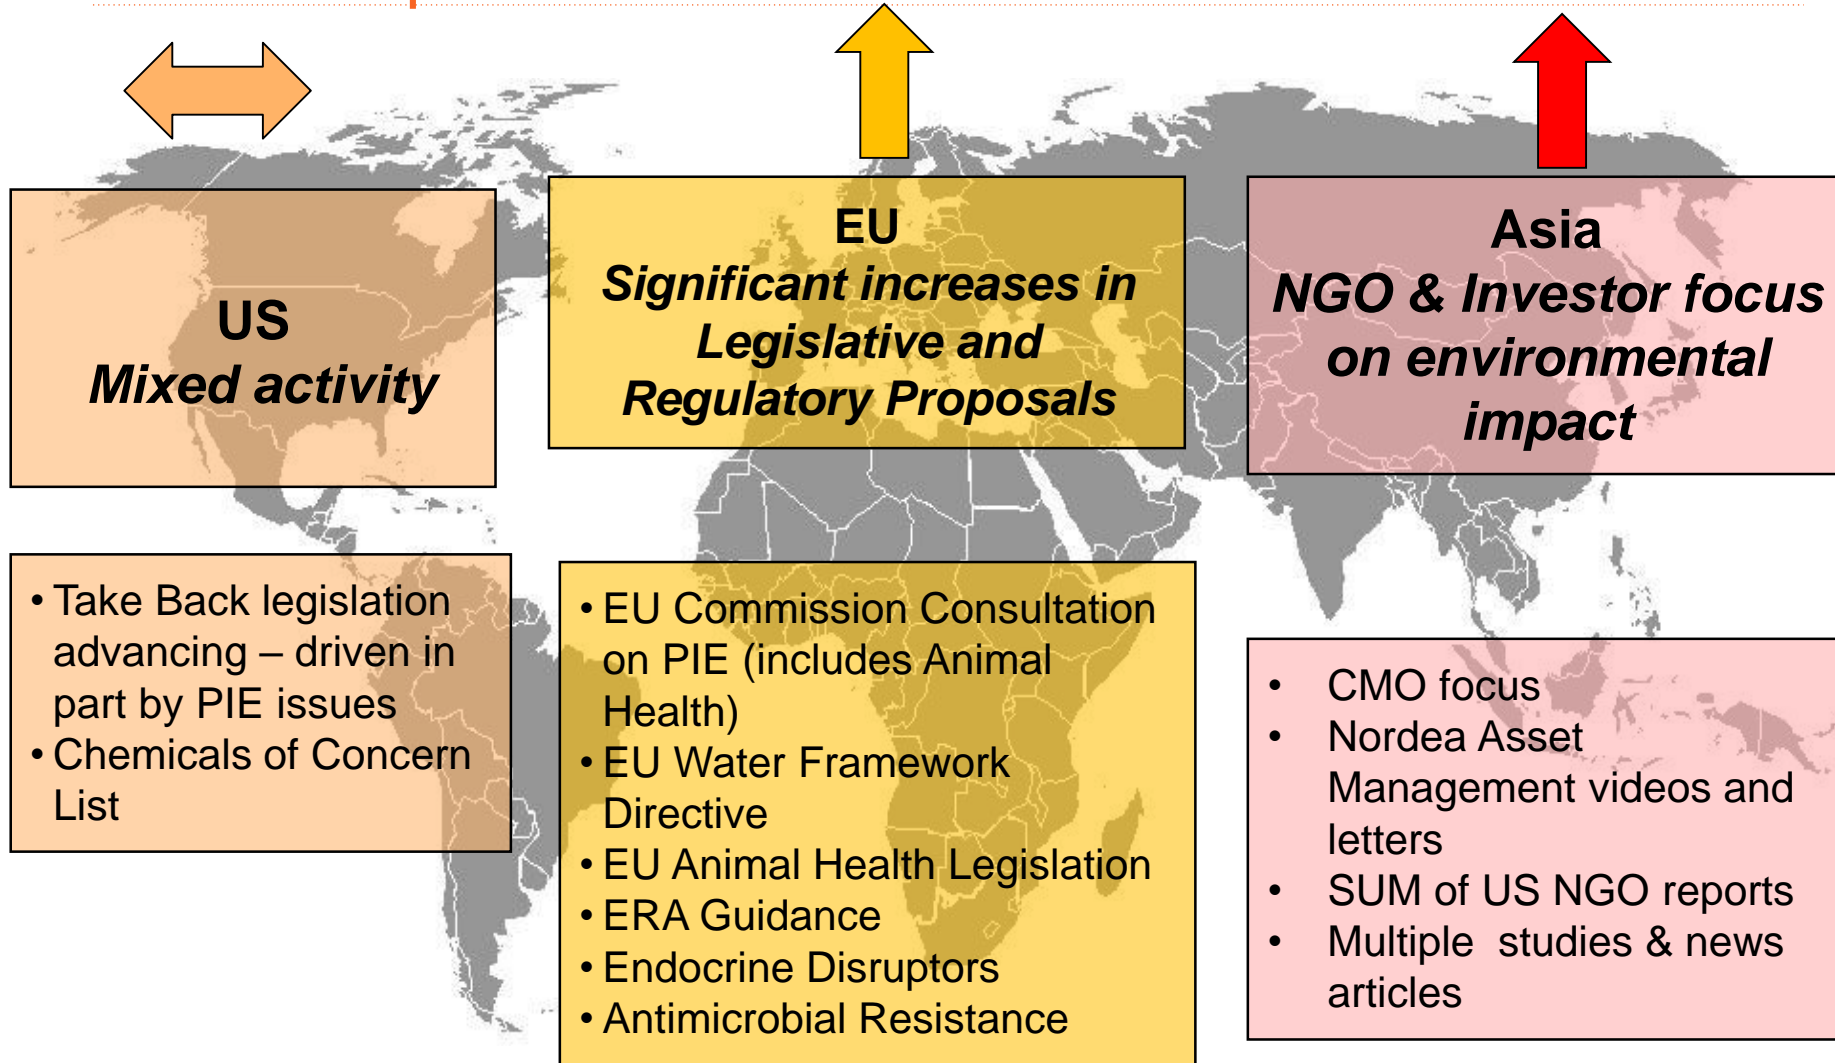 US
Mixed activity
EU
Significant increases in
Legislative and
Regulatory Proposals
Asia
NGO & Investor focus
on environmental
impact
• Take Back legislation
advancing – driven in
part by PIE issues
• Chemicals of Concern
List
• EU Commission Consultation
on PIE (includes Animal
Health)
• EU Water Framework
Directive
• EU Animal Health Legislation
• ERA Guidance
• Endocrine Disruptors
• Antimicrobial Resistance
• CMO focus
• Nordea Asset
Management videos and
letters
• SUM of US NGO reports
• Multiple studies & news
articles